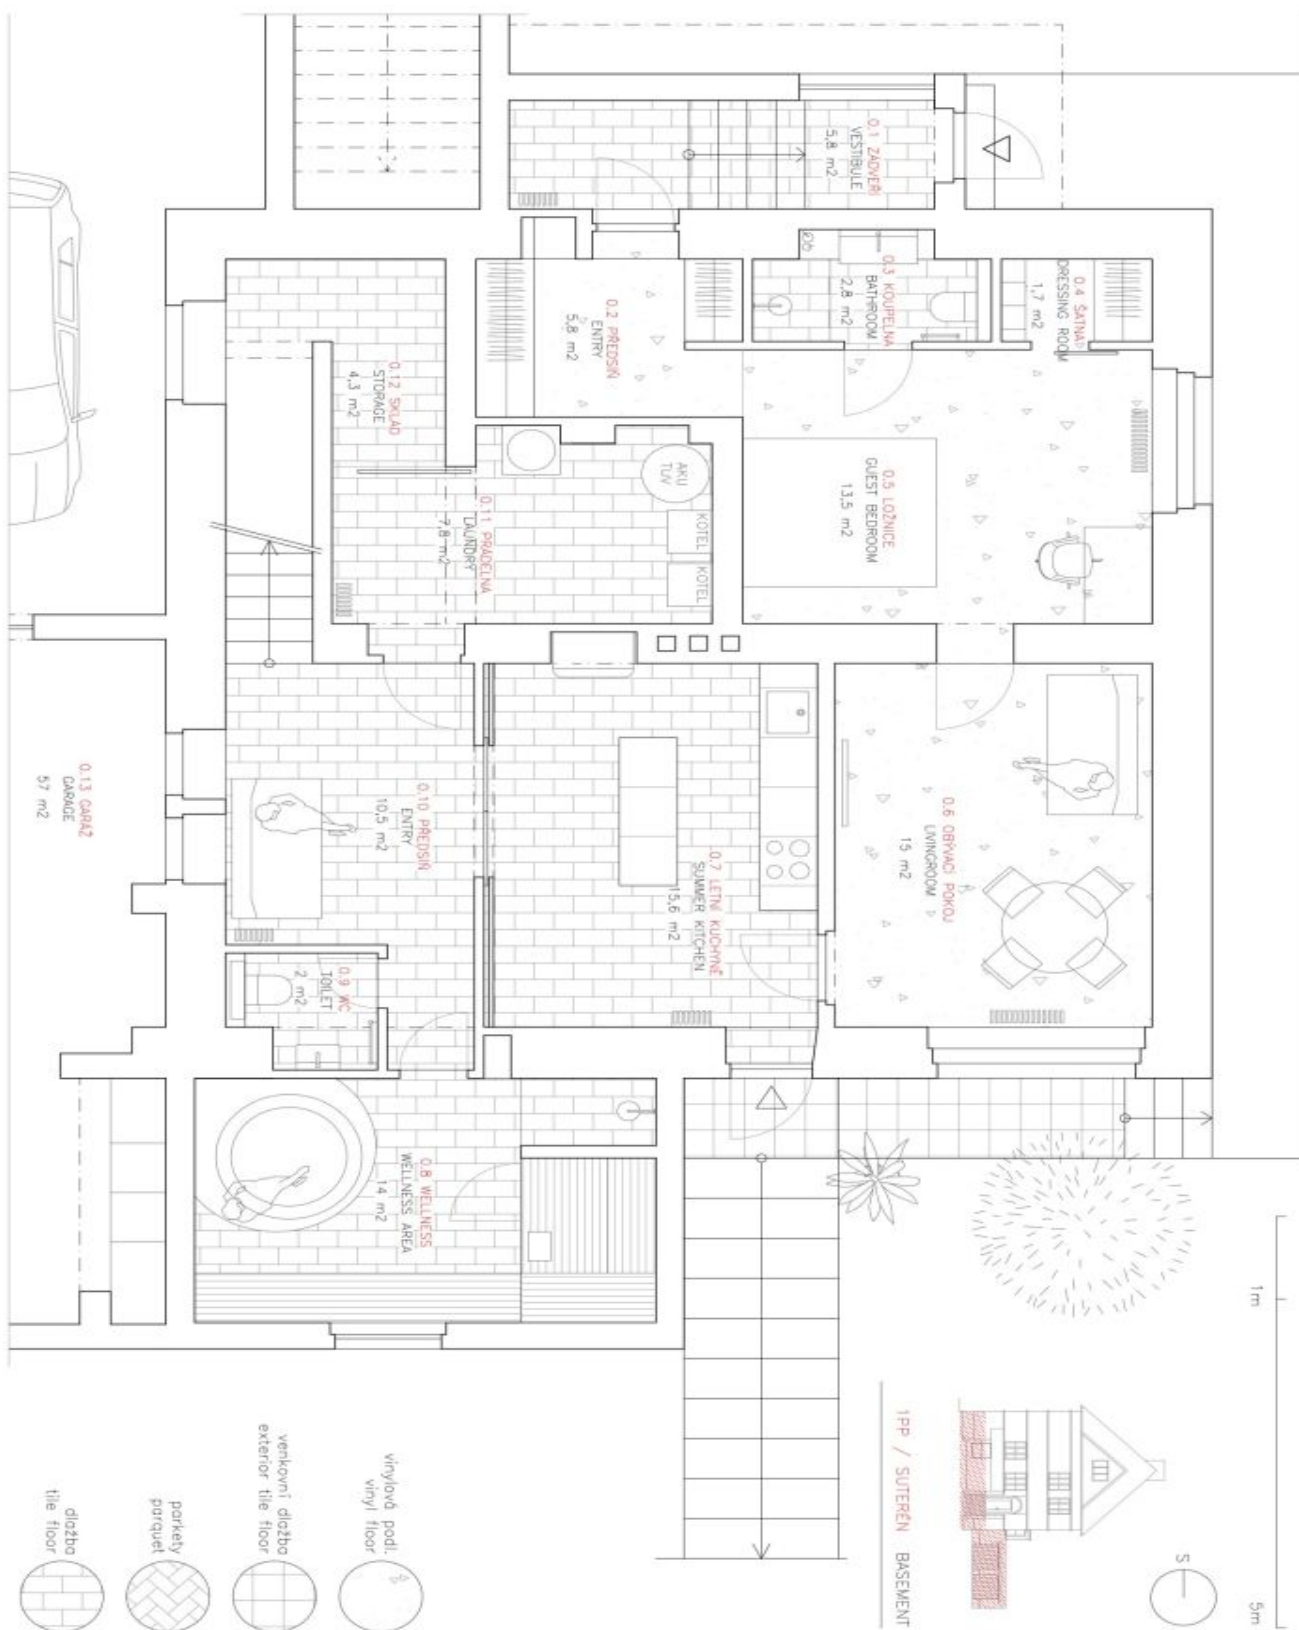 0.1 ZÁDVEŘÍ
VESTIBULE
5,8 m2
0.2 PŘEDSÍŇ
ENTRY
5,8 m2
0.3 KOUPELNA
BATHROOM
2,8 m2
0.4 ŠATNA
DRESSING ROOM
1,7 m2
0.5 LOŽNICE
GUEST BEDROOM
13,5 m2
0.6 OBÝVACÍ POKOJ
LIVINGROOM
15 m2
0.7 LETNÍ KUCHYNĚ
SUMMER KITCHEN
15,6 m2
0.8 WELLNESS
WELLNESS AREA
14 m2
0.9 WC
TOILET
2 m2
0.10 PŘEDSÍŇ
ENTRY
10,5 m2
0.11 PRÁDELNA
LAUNDRY
7,8 m2
0.12 SKLAD
STORAGE
4,3 m2
0.13 GARÁŽ
GARAGE
57 m2
AKU
TUV
KOTEL
KOTEL
1m
5m
S
1PP / SUTERÉN BASEMENT
vinylová podl.
vinyl floor
venkovní dlažba
exterior tile floor
parkety
parquet
dlažba
tile floor